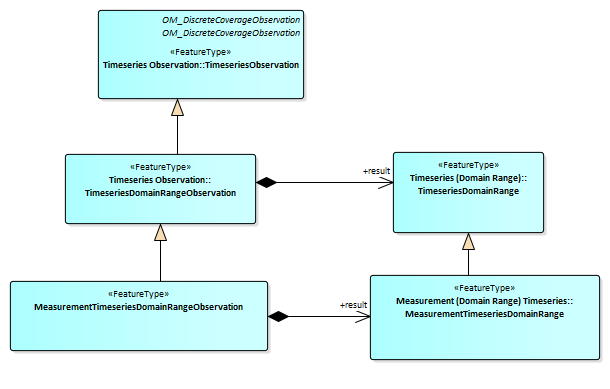 OM_DiscreteCoverageObservation
OM_DiscreteCoverageObservation
«FeatureType»
Timeseries Observation::TimeseriesObservation
«FeatureType»
Timeseries Observation::
TimeseriesDomainRangeObservation
+result
«FeatureType»
Timeseries (Domain Range)::
TimeseriesDomainRange
«FeatureType»
MeasurementTimeseriesDomainRangeObservation
+result
«FeatureType»
Measurement (Domain Range) Timeseries::
MeasurementTimeseriesDomainRange